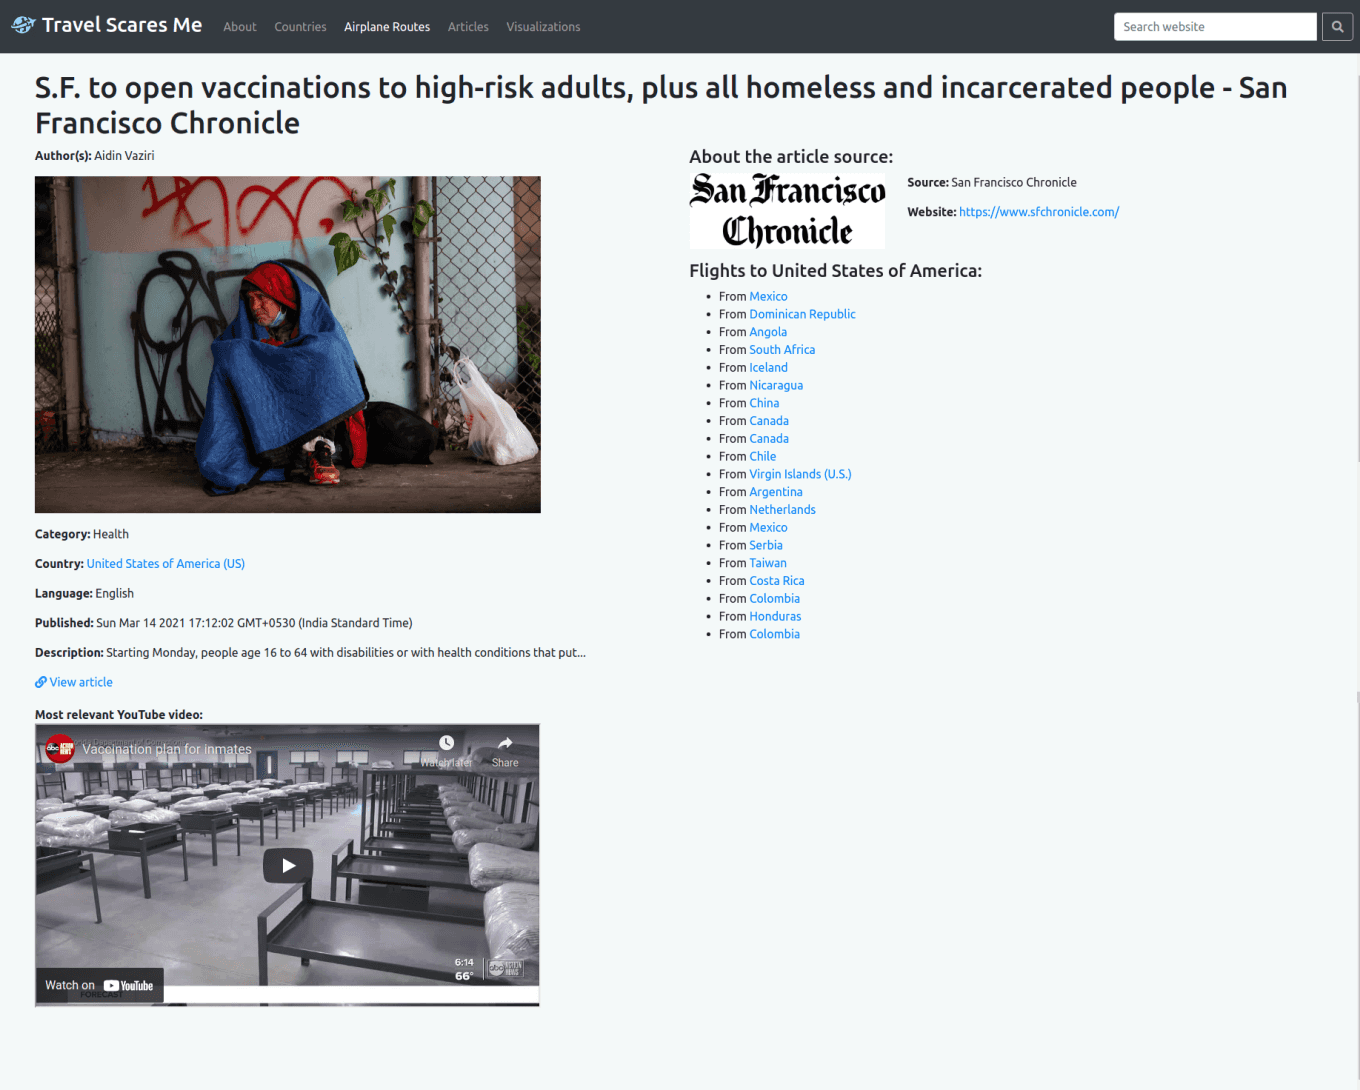 Travel Scares Me
About
Countries
Airplane Routes
Articles
Visualizations
Search website
S.F. to open vaccinations to high-risk adults, plus all homeless and incarcerated people - San
Francisco Chronicle
Author(s): Aidin Vaziri
Category: Health
Country: United States of America (US)
Language: English
Published: Sun Mar 14 2021 17:12:02 GMT+0530 (India Standard Time)
Description: Starting Monday, people age 16 to 64 with disabilities or with health conditions that put...
View article
Most relevant YouTube video:
abc
Vaccination plan for inmates
Watch later
Share
6:14
66°
abc ACTION NEWS
Watch on YouTube
FORECAST
About the article source:
San Francisco
Chronicle
Source: San Francisco Chronicle
Website: https://www.sfchronicle.com/
Flights to United States of America:
• From Mexico
• From Dominican Republic
• From Angola
• From South Africa
• From Iceland
• From Nicaragua
• From China
• From Canada
• From Canada
• From Chile
• From Virgin Islands (U.S.)
• From Argentina
• From Netherlands
• From Mexico
• From Serbia
• From Taiwan
• From Costa Rica
• From Colombia
• From Honduras
• From Colombia